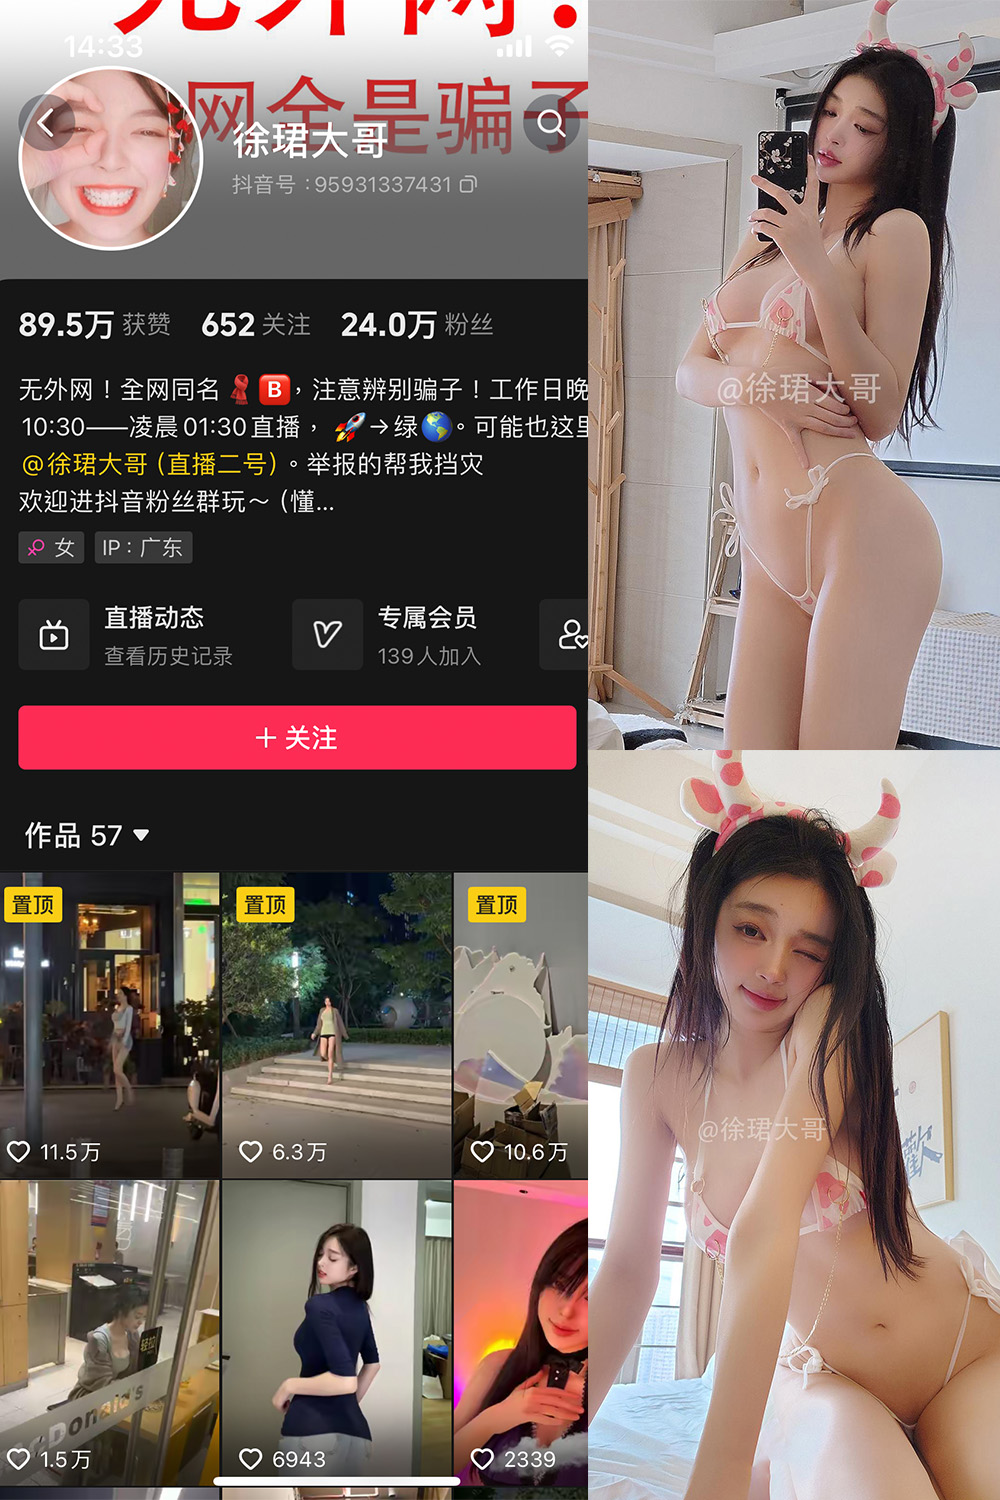 无外网!
14:33
网全是骗子
徐珺大哥
抖音号：95931337431
89.5万 获赞 652 关注 24.0万 粉丝
无外网！全网同名🧣🅱️，注意辨别骗子！工作日晚
10:30——凌晨01:30直播，🚀→绿🌎。可能也这里
@徐珺大哥（直播二号）。举报的帮我挡灾
欢迎进抖音粉丝群玩～（懂...
女 IP：广东
直播动态
查看历史记录
专属会员
139人加入
＋关注
作品 57
置顶 置顶 置顶
11.5万 6.3万 10.6万
McDonald's
1.5万 6943 2339
@徐珺大哥
@徐珺大哥